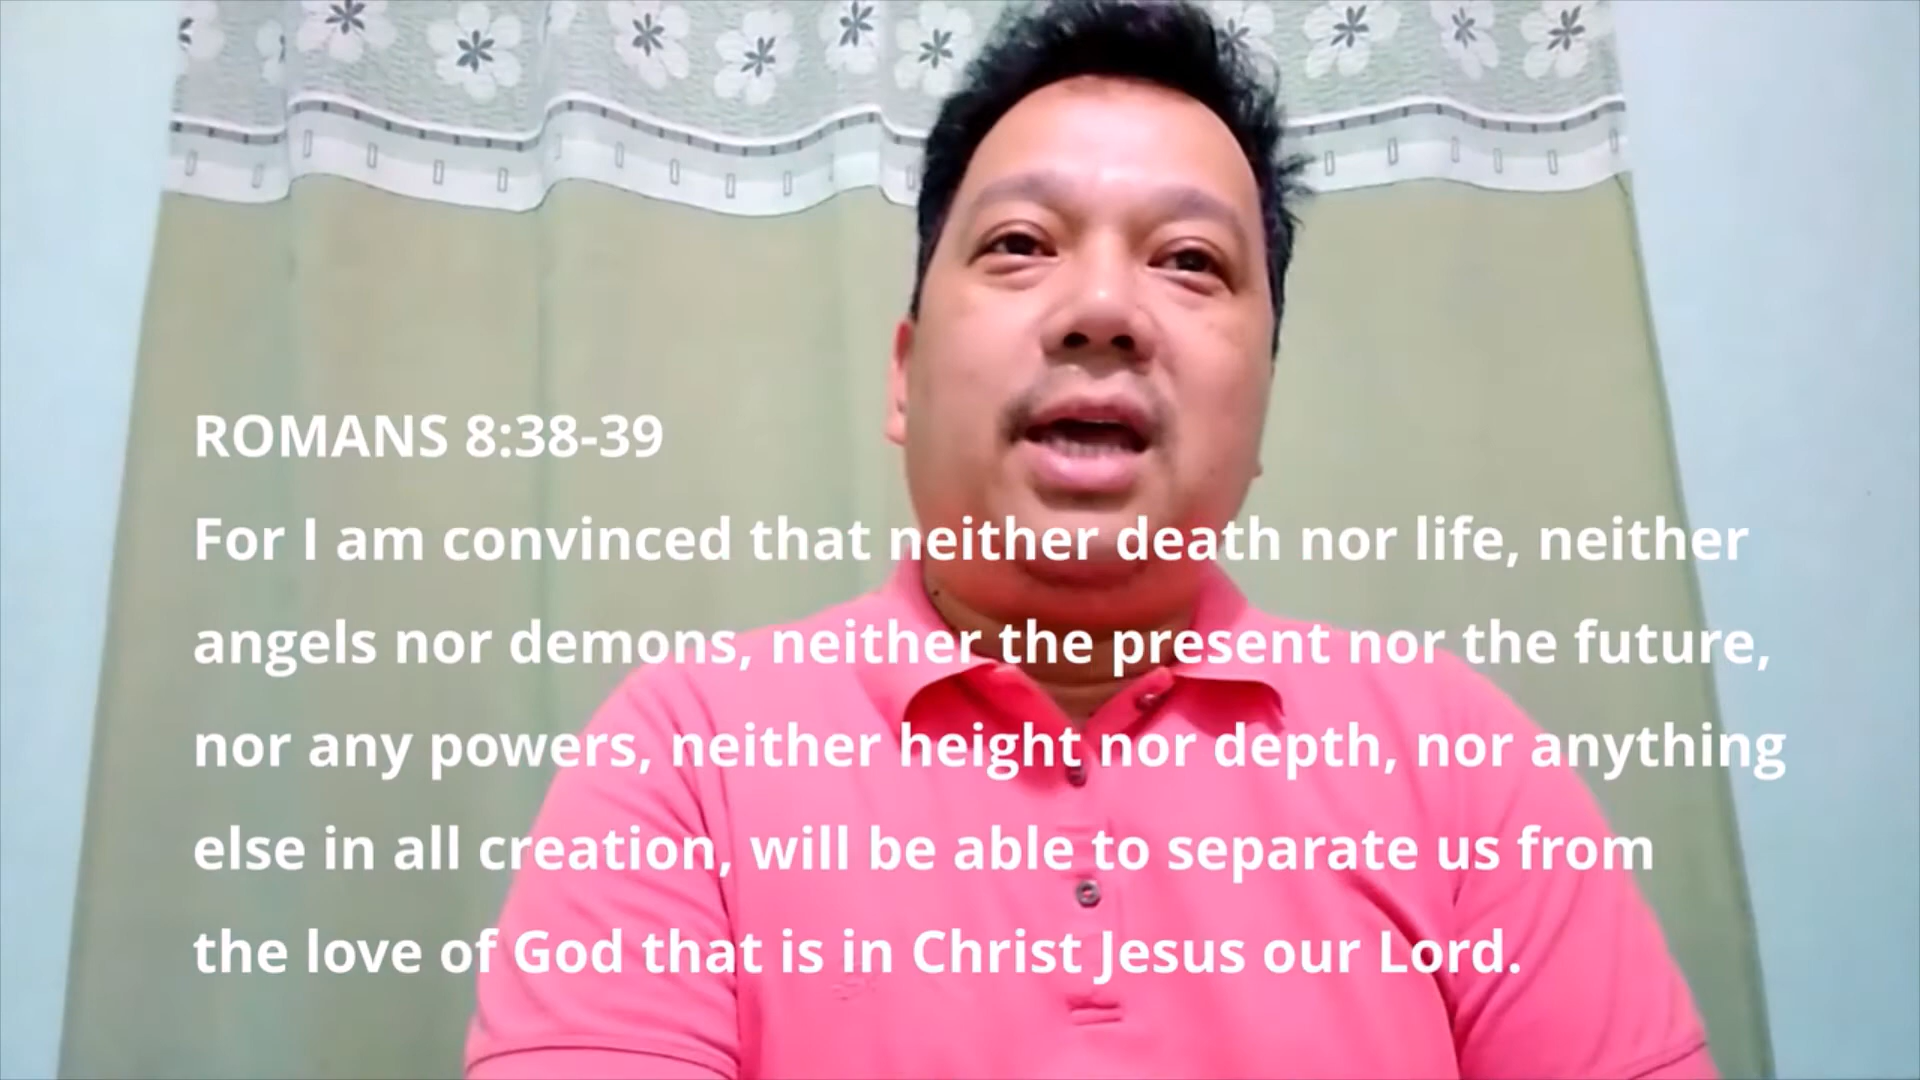 ROMANS 8:38-39
For I am convinced that neither death nor life, neither
angels nor demons, neither the present nor the future,
nor any powers, neither height nor depth, nor anything
else in all creation, will be able to separate us from
the love of God that is in Christ Jesus our Lord.